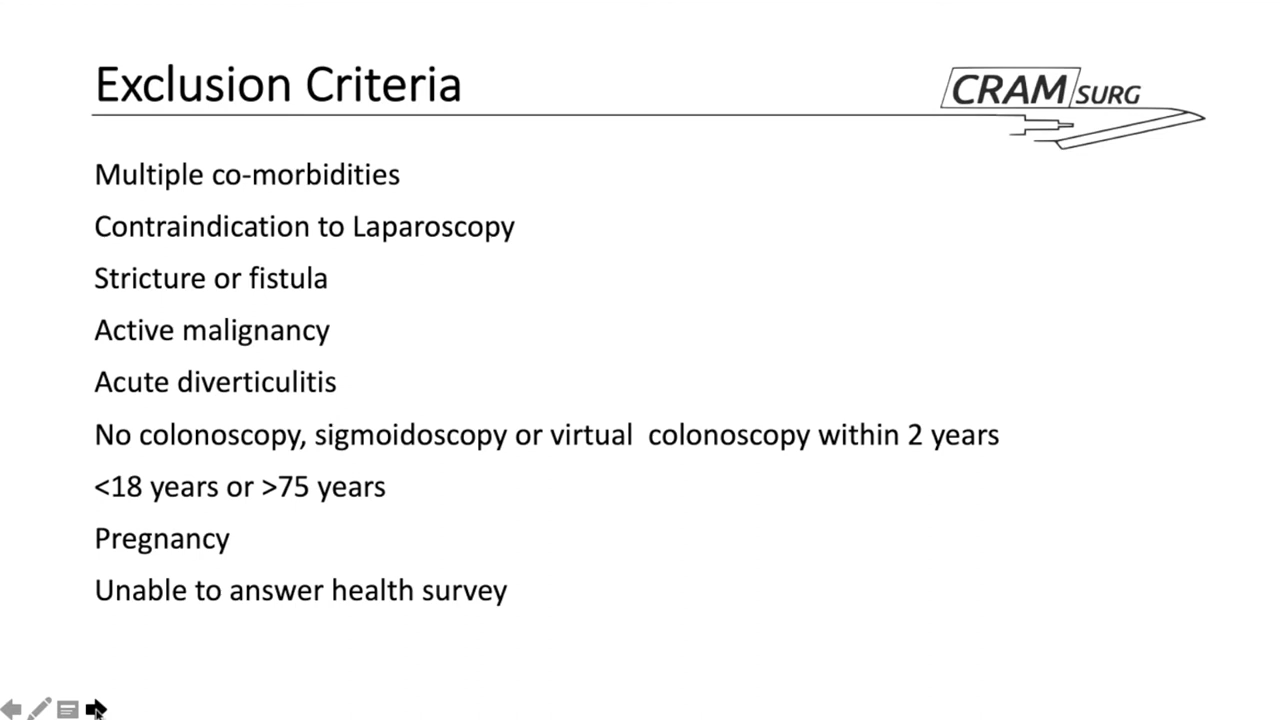 Exclusion Criteria
CRAM SURG
Multiple co-morbidities
Contraindication to Laparoscopy
Stricture or fistula
Active malignancy
Acute diverticulitis
No colonoscopy, sigmoidoscopy or virtual  colonoscopy within 2 years
<18 years or >75 years
Pregnancy
Unable to answer health survey